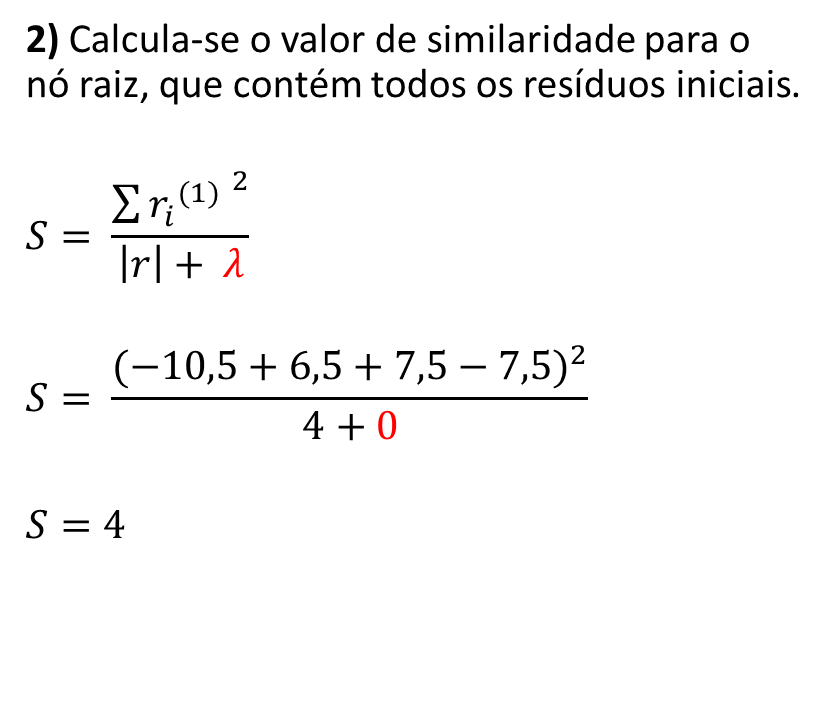 2) Calcula-se o valor de similaridade para o
nó raiz, que contém todos os resíduos iniciais.
S = ∑ rᵢ⁽¹⁾ ²
|r| + λ
S = (−10,5 + 6,5 + 7,5 − 7,5)²
4 + 0
S = 4